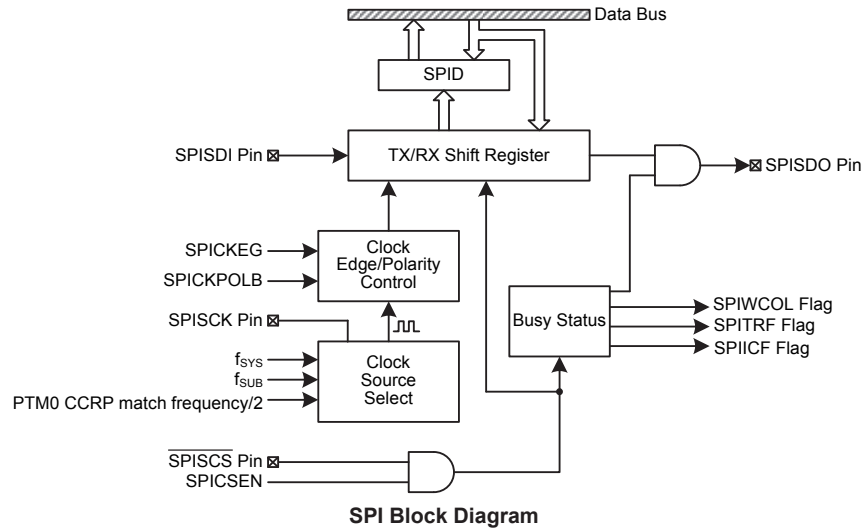 Data Bus
SPID
SPISDI Pin
TX/RX Shift Register
SPISDO Pin
SPICKEG
SPICKPOLB
Clock
Edge/Polarity
Control
SPISCK Pin
Busy Status
SPIWCOL Flag
SPITRF Flag
SPIICF Flag
fSYS
fSUB
PTM0 CCRP match frequency/2
Clock
Source
Select
SPISCS Pin
SPICSEN
SPI Block Diagram